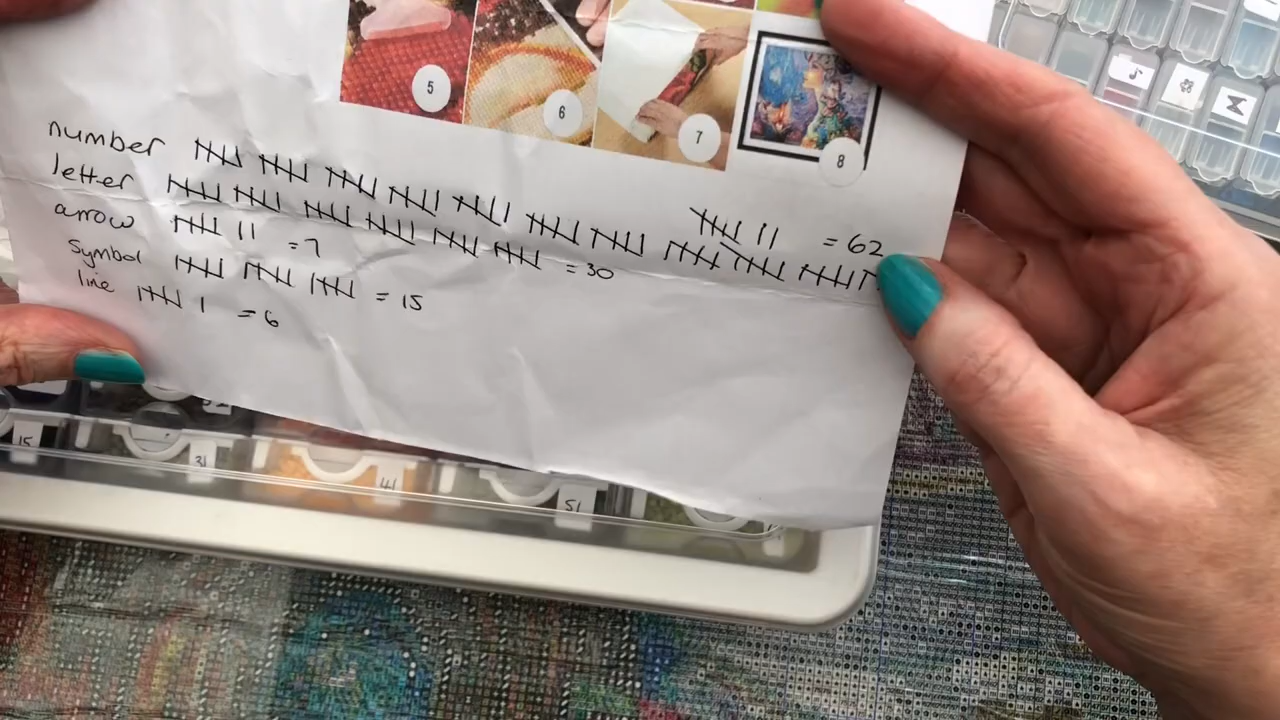 5
6
7
8
number = 62
letter = 30
arrow = 7
Symbol = 15
line = 6
15
31
41
51